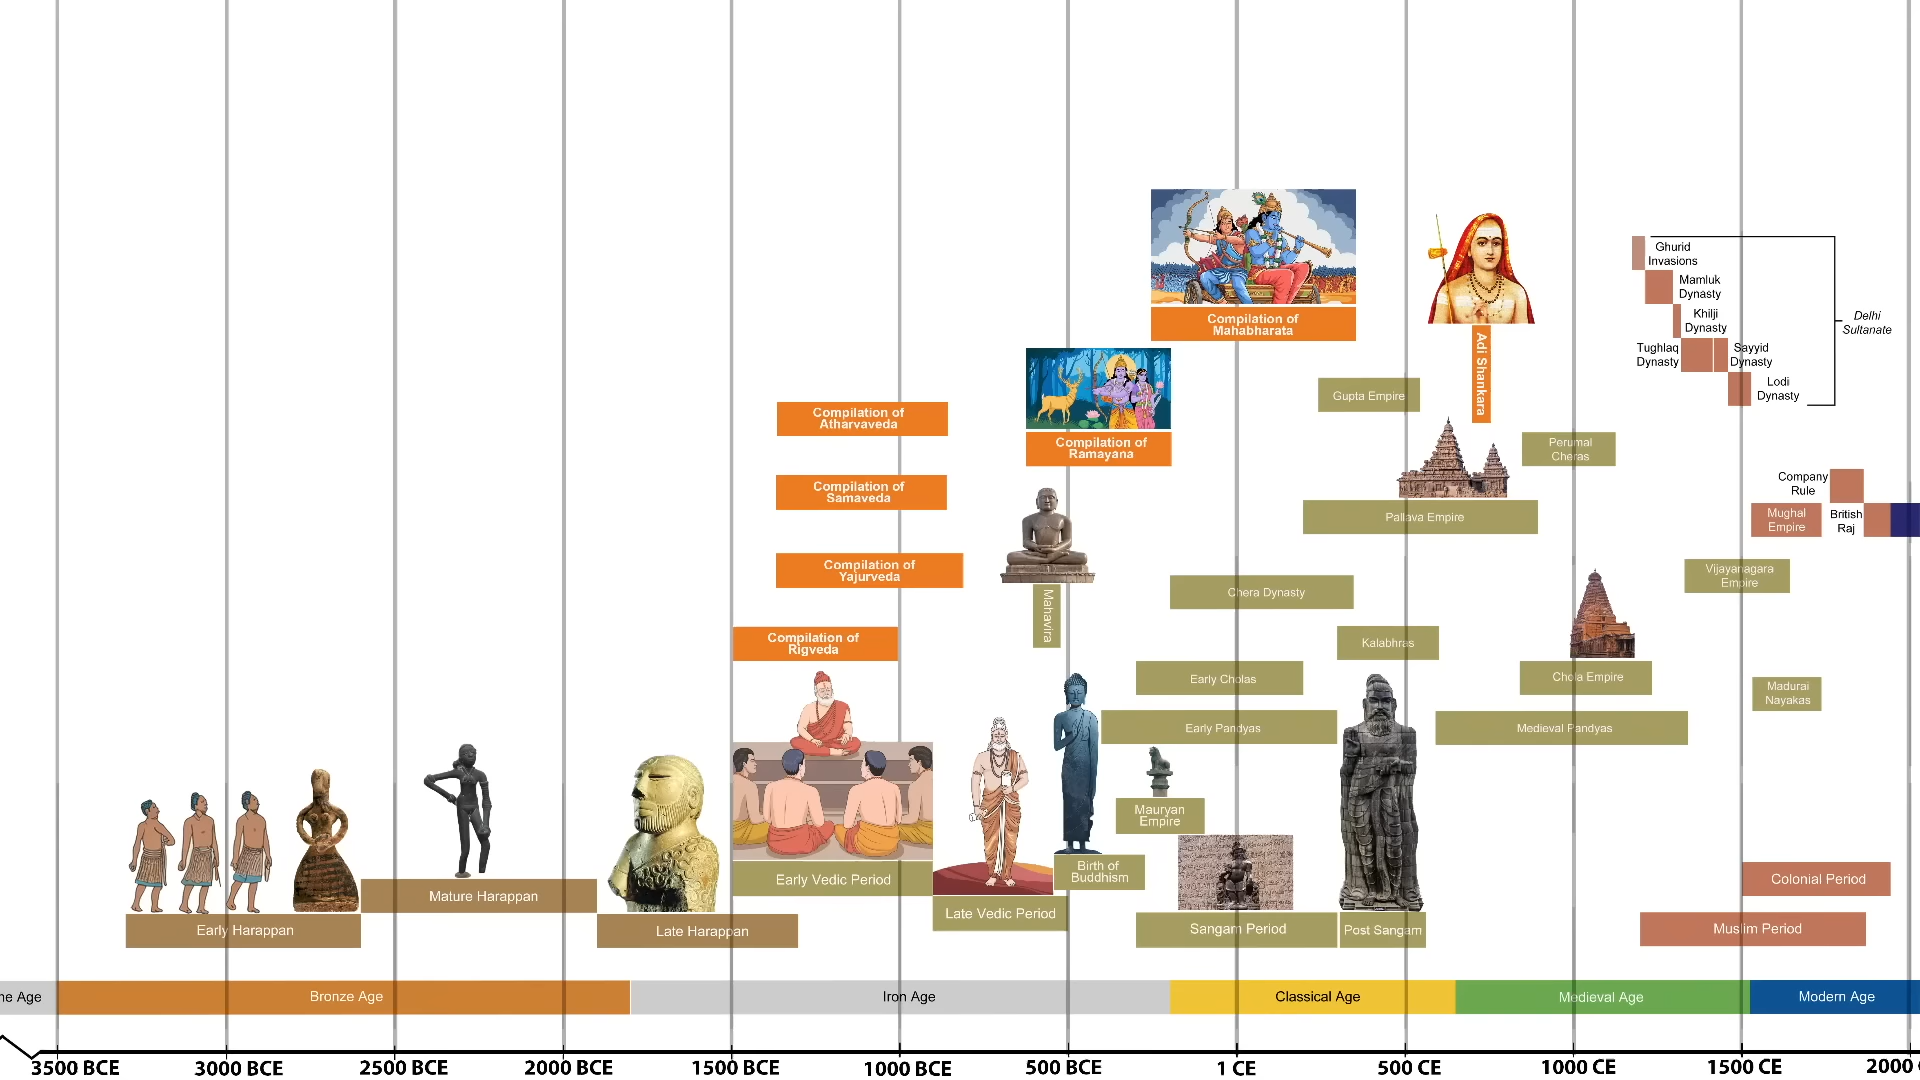 Compilation of
Mahabharata
Adi Shankara
Ghurid
Invasions
Mamluk
Dynasty
Khilji
Dynasty
Tughlaq
Dynasty
Sayyid
Dynasty
Lodi
Dynasty
Delhi
Sultanate
Gupta Empire
Compilation of
Atharvaveda
Compilation of
Ramayana
Perumal
Cheras
Compilation of
Samaveda
Pallava Empire
Company
Rule
Mughal
Empire
British
Raj
Compilation of
Yajurveda
Mahavira
Chera Dynasty
Vijayanagara
Empire
Compilation of
Rigveda
Kalabhras
Early Cholas
Chola Empire
Madurai
Nayakas
Early Pandyas
Medieval Pandyas
Mauryan
Empire
Birth of
Buddhism
Early Vedic Period
Colonial Period
Mature Harappan
Late Vedic Period
Early Harappan
Late Harappan
Sangam Period
Post Sangam
Muslim Period
ne Age
Bronze Age
Iron Age
Classical Age
Medieval Age
Modern Age
3500 BCE
3000 BCE
2500 BCE
2000 BCE
1500 BCE
1000 BCE
500 BCE
1 CE
500 CE
1000 CE
1500 CE
2000